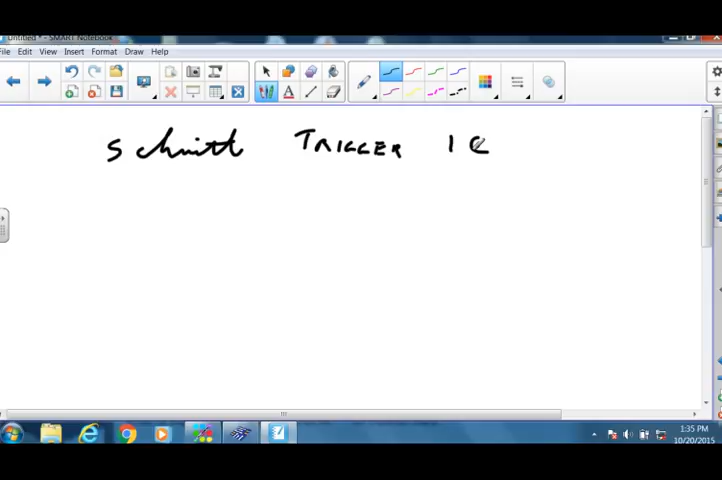 Untitled * - SMART Notebook
File Edit View Insert Format Draw Help
Schmitt TRIGGER IC
1:35 PM
10/20/2015